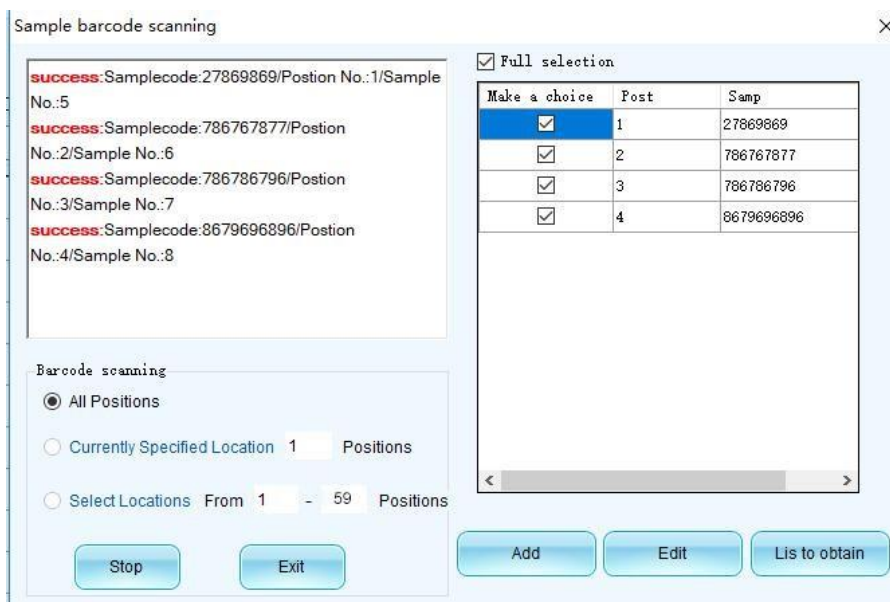 Sample barcode scanning
success:Samplecode:27869869/Postion No.:1/Sample
No.:5
success:Samplecode:786767877/Postion
No.:2/Sample No.:6
success:Samplecode:786786796/Postion
No.:3/Sample No.:7
success:Samplecode:8679696896/Postion
No.:4/Sample No.:8
Full selection
Make a choice Post Samp
1 27869869
2 786767877
3 786786796
4 8679696896
Barcode scanning
All Positions
Currently Specified Location 1 Positions
Select Locations From 1 - 59 Positions
Stop Exit
Add Edit Lis to obtain